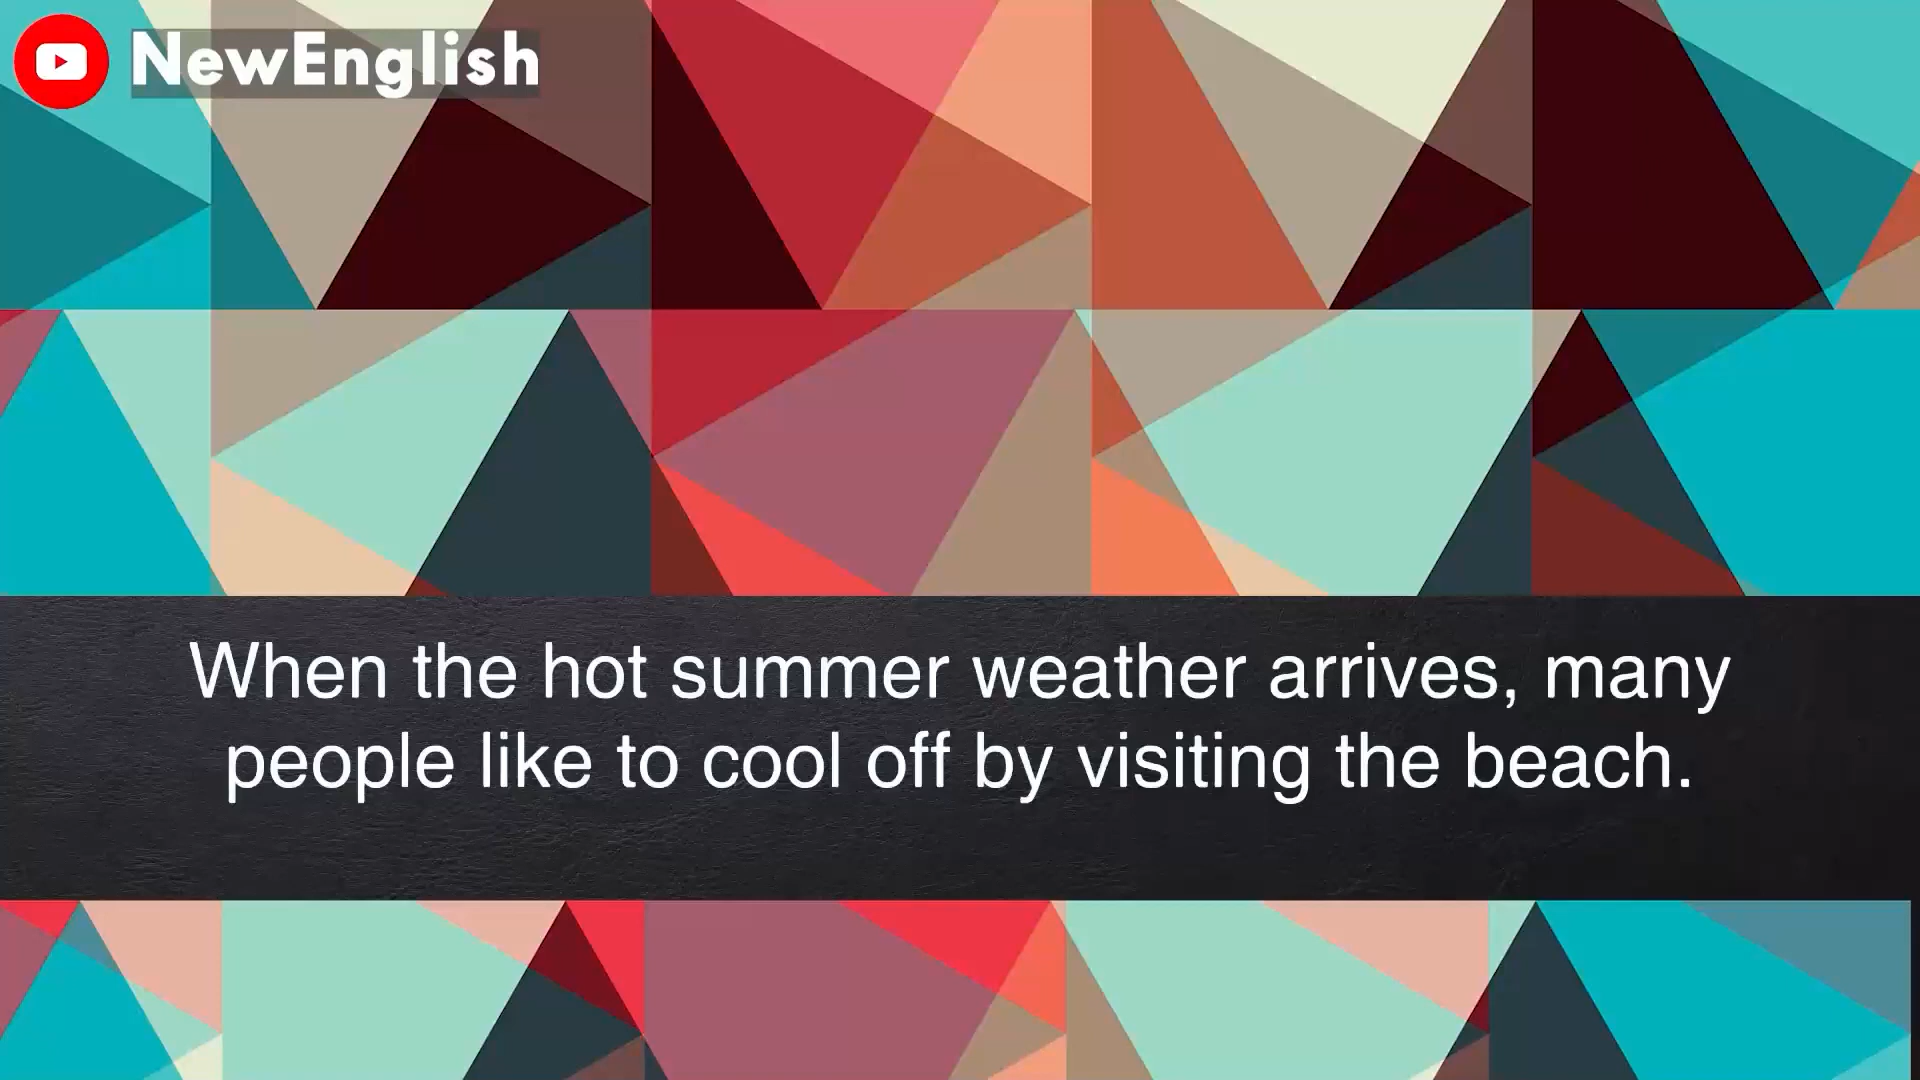 NewEnglish
When the hot summer weather arrives, many
people like to cool off by visiting the beach.